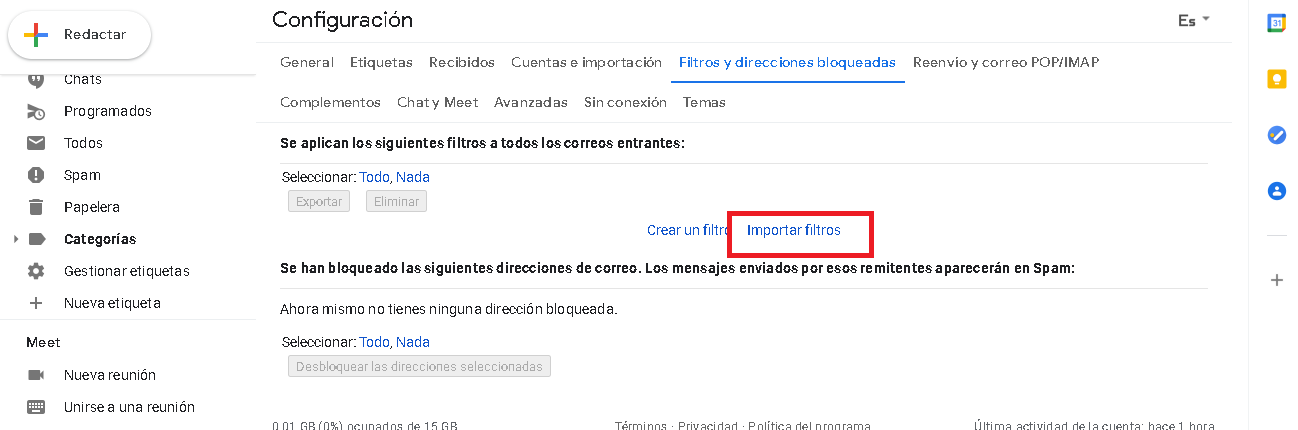 Redactar
Chats
Programados
Todos
Spam
Papelera
Categorías
Gestionar etiquetas
Nueva etiqueta
Meet
Nueva reunión
Unirse a una reunión
Configuración
Es
General Etiquetas Recibidos Cuentas e importación Filtros y direcciones bloqueadas Reenvío y correo POP/IMAP
Complementos Chat y Meet Avanzadas Sin conexión Temas
Se aplican los siguientes filtros a todos los correos entrantes:
Seleccionar: Todo, Nada
Exportar Eliminar
Crear un filtro Importar filtros
Se han bloqueado las siguientes direcciones de correo. Los mensajes enviados por esos remitentes aparecerán en Spam:
Ahora mismo no tienes ninguna dirección bloqueada.
Seleccionar: Todo, Nada
Desbloquear las direcciones seleccionadas
0,01 GB (0%) ocupados de 15 GB Términos · Privacidad · Política del programa Última actividad de la cuenta: hace 1 hora
31